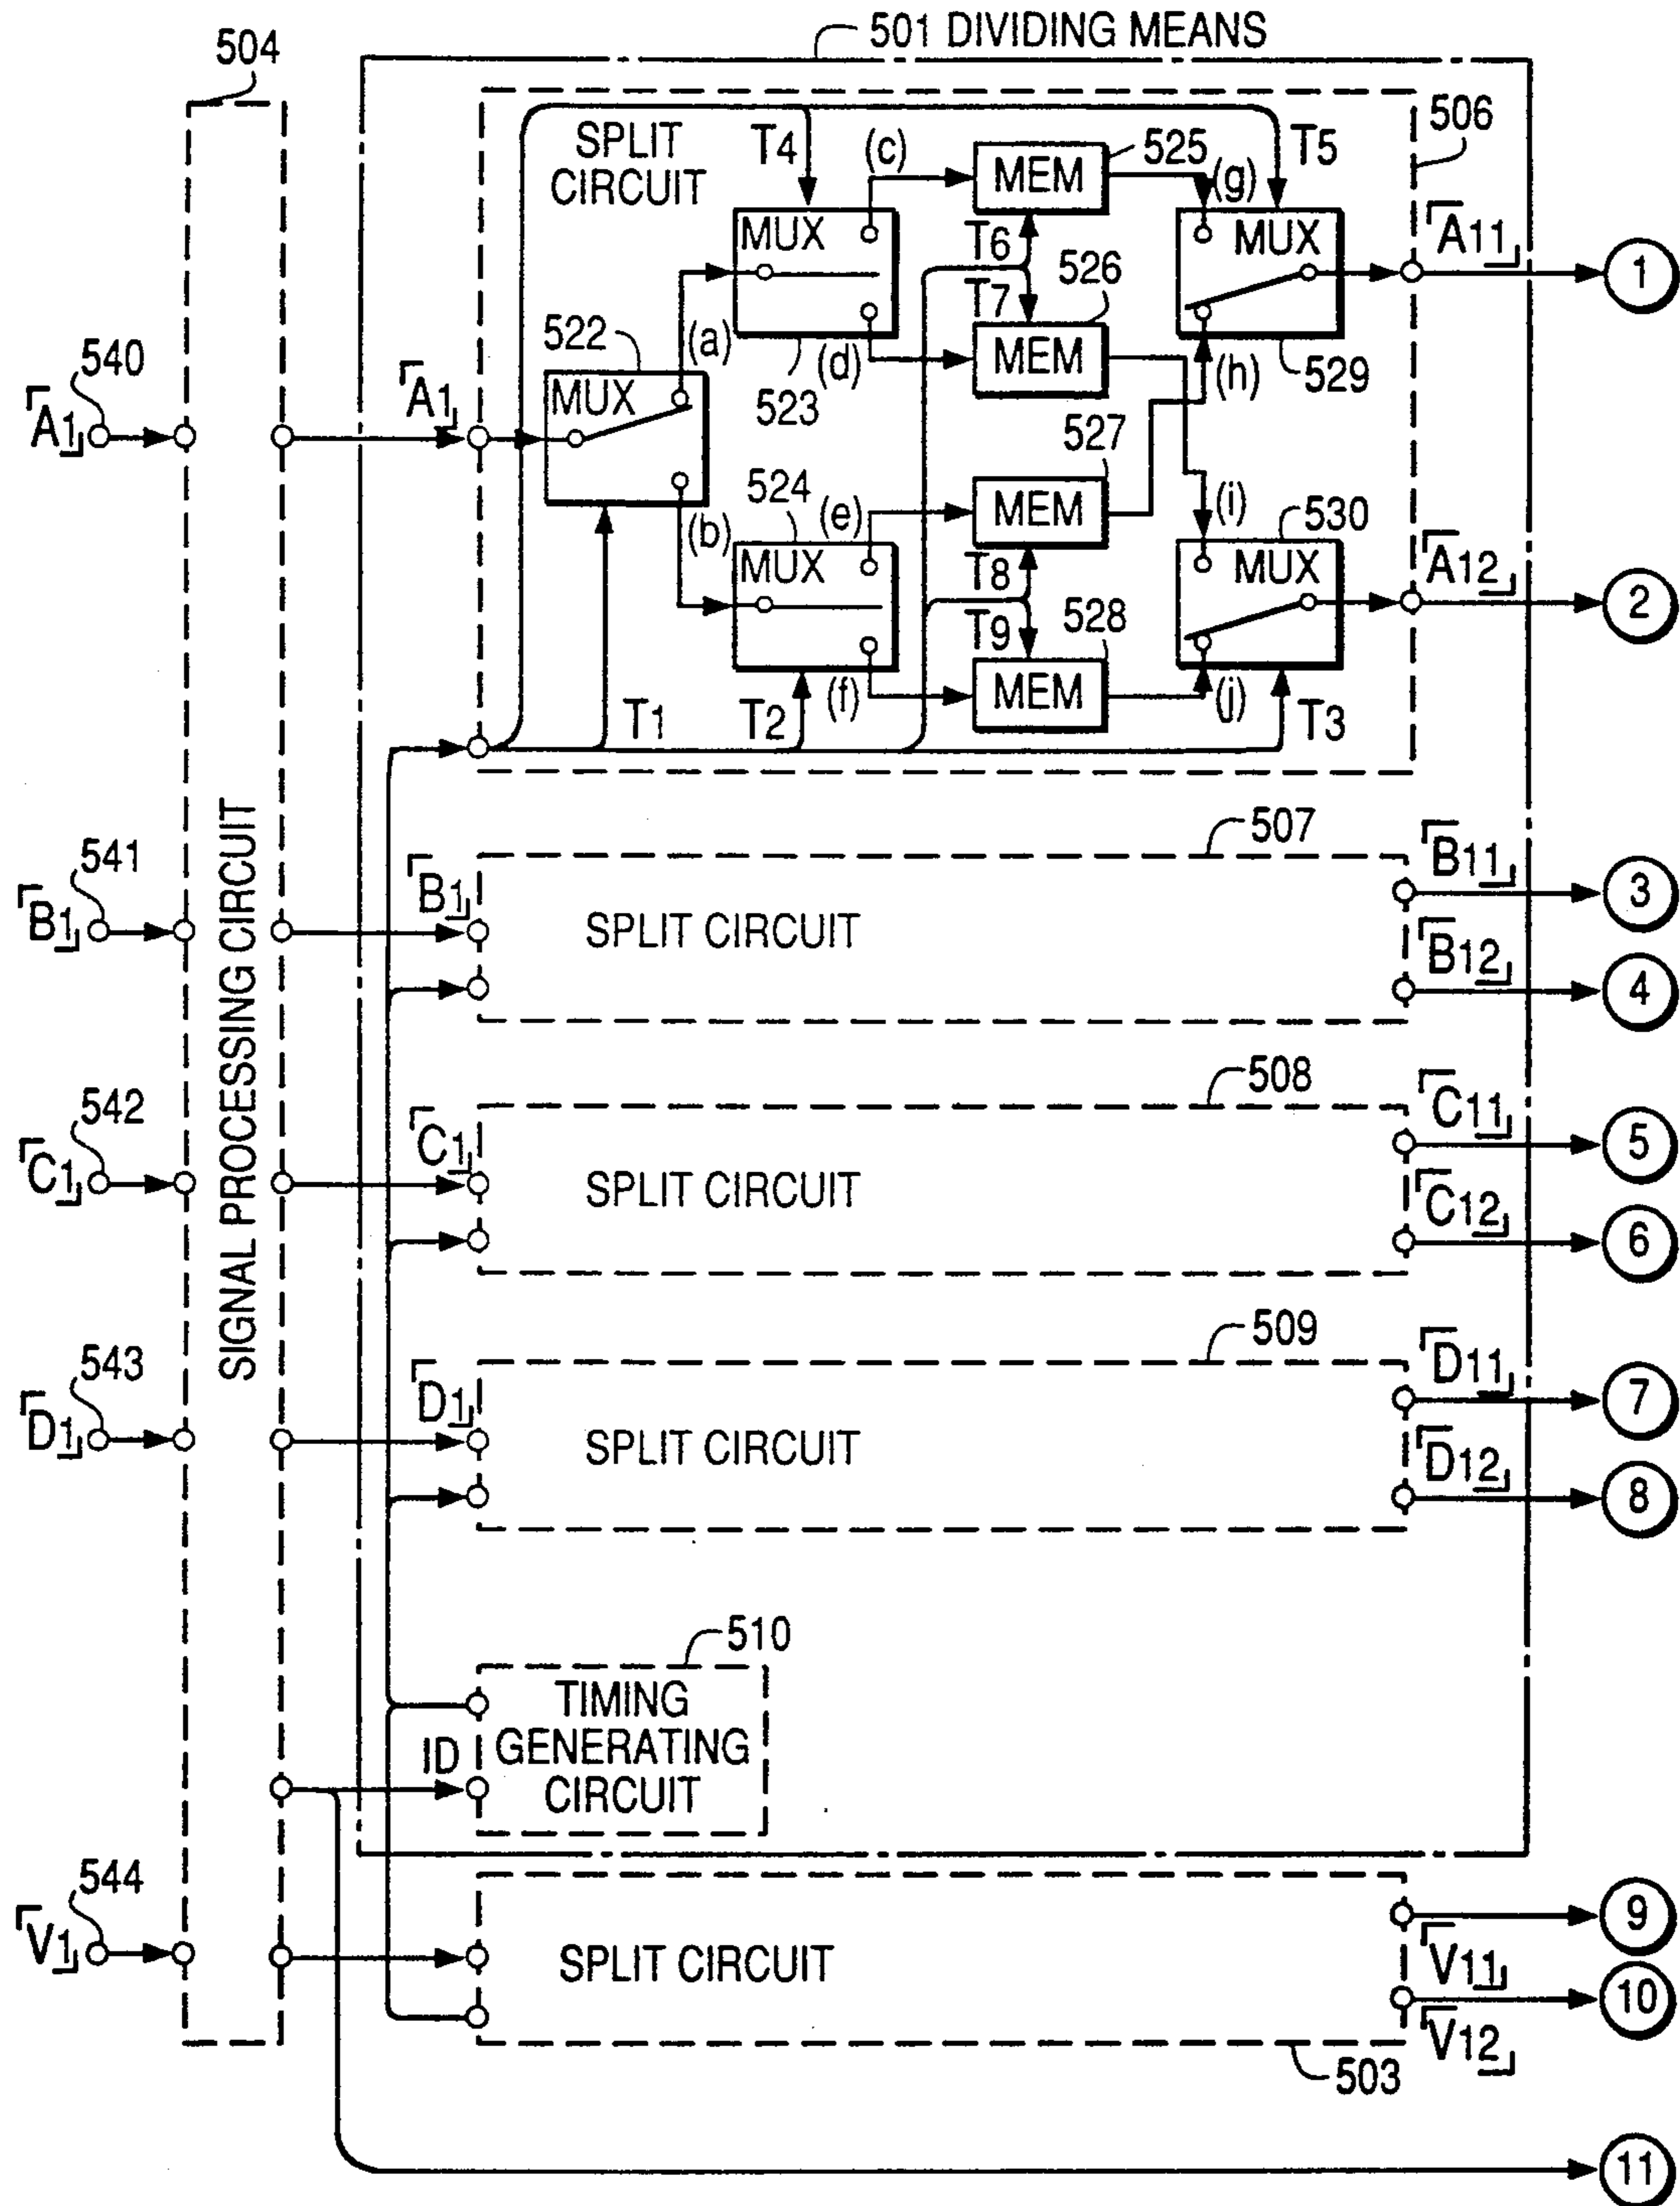 501 DIVIDING MEANS
504
506
SPLIT
CIRCUIT
T4
(c)
MEM
525
(g)
T5
MUX
T6
526
MUX
「A11」
1
540
522
(a)
T7
MEM
(d)
523
(h)
529
「A1」
「A1」
MUX
527
524
(e)
MEM
(i)
530
(b)
MUX
T8
MUX
「A12」
2
T9
528
T1
T2
(f)
MEM
(j)
T3
SIGNAL PROCESSING CIRCUIT
507
541
「B1」
「B1」
SPLIT CIRCUIT
「B11」
3
「B12」
4
508
542
「C1」
「C1」
SPLIT CIRCUIT
「C11」
5
「C12」
6
509
543
「D1」
「D1」
SPLIT CIRCUIT
「D11」
7
「D12」
8
510
TIMING
GENERATING
CIRCUIT
ID
544
「V1」
SPLIT CIRCUIT
9
「V11」
10
「V12」
503
11